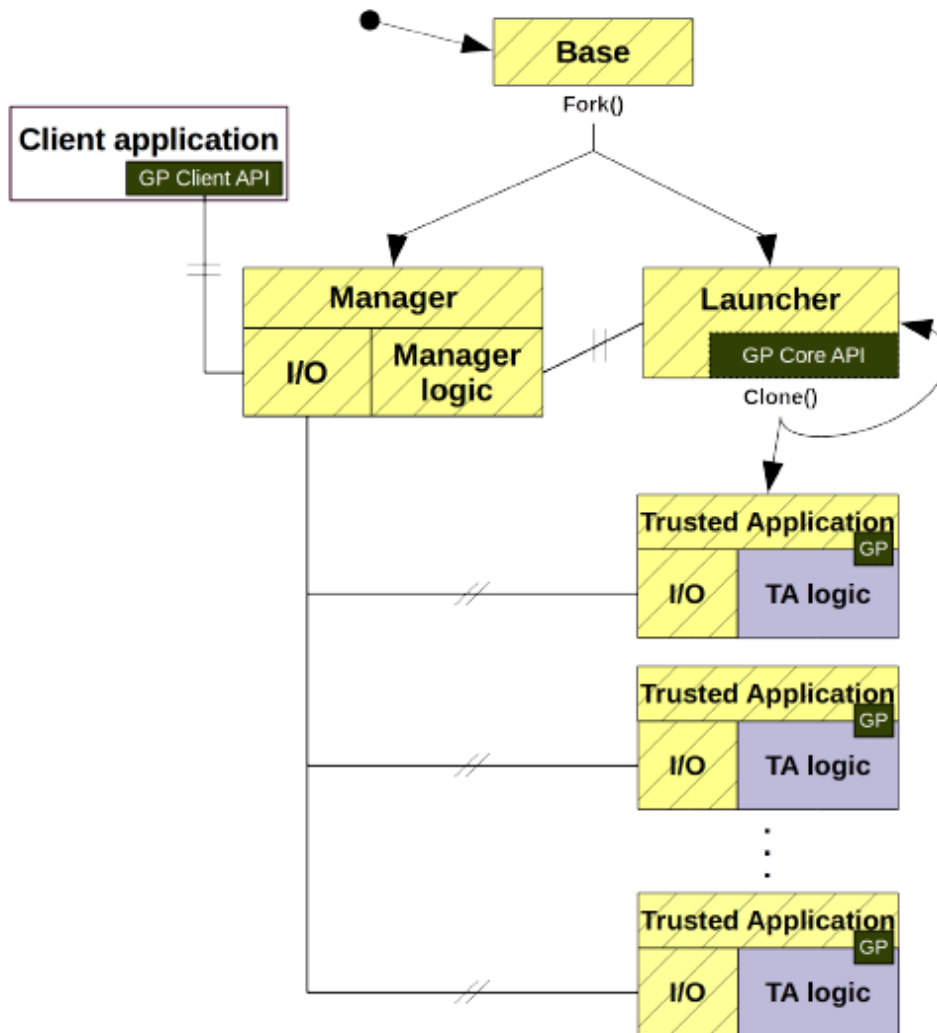 Base
Fork()
Client application
GP Client API
Manager
I/O
Manager
logic
Launcher
GP Core API
Clone()
Trusted Application
GP
I/O
TA logic
Trusted Application
GP
I/O
TA logic
Trusted Application
GP
I/O
TA logic